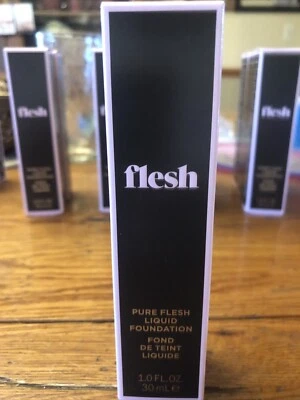 flesh
PURE FLESH
LIQUID
FOUNDATION
FOND
DE TEINT
LIQUIDE
1.0 FL.OZ
30 mL e
flesh
flesh